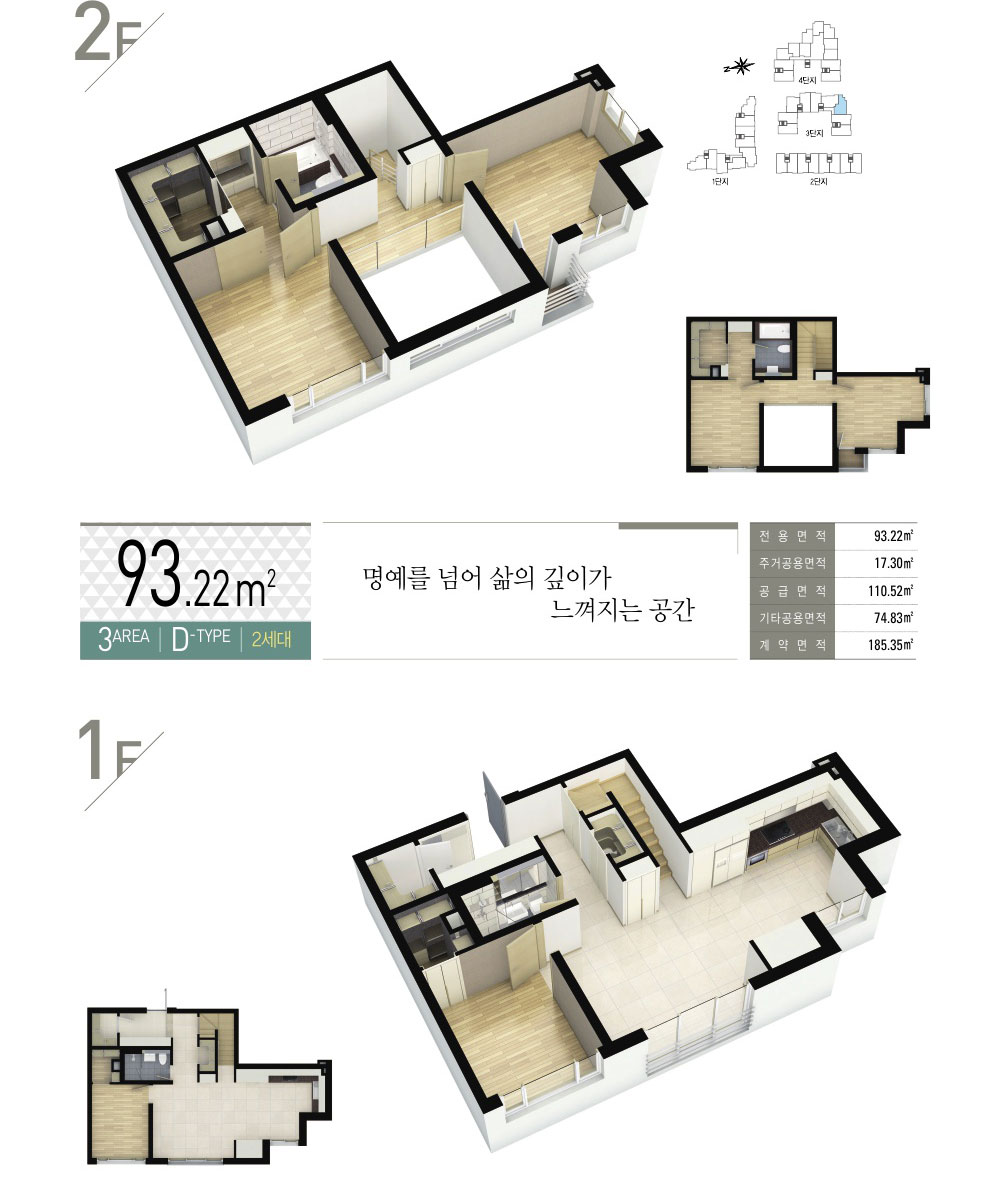 2F
N
4단지
3단지
1단지
2단지
93.22m²
3AREA | D-TYPE | 2세대
명예를 넘어 삶의 깊이가
느껴지는 공간
전용면적 93.22㎡
주거공용면적 17.30㎡
공급면적 110.52㎡
기타공용면적 74.83㎡
계약면적 185.35㎡
1F